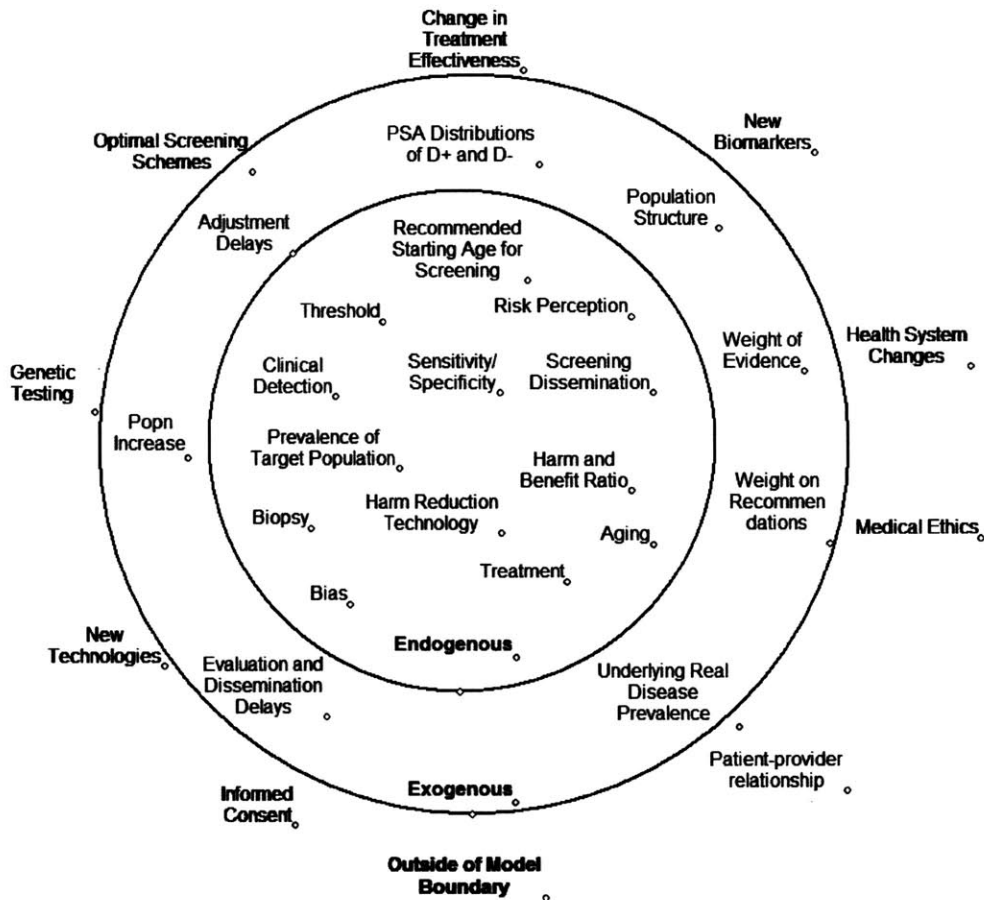 Change in
Treatment
Effectiveness
Optimal Screening
Schemes
PSA Distributions
of D+ and D-
New
Biomarkers
Population
Structure
Adjustment
Delays
Recommended
Starting Age for
Screening
Threshold
Risk Perception
Genetic
Testing
Clinical
Detection
Sensitivity/
Specificity
Screening
Dissemination
Weight of
Evidence
Health System
Changes
Popn
Increase
Prevalence of
Target Population
Harm and
Benefit Ratio
Weight on
Recommen
dations
Biopsy
Harm Reduction
Technology
Aging
Medical Ethics
Treatment
Bias
New
Technologies
Endogenous
Evaluation and
Dissemination
Delays
Underlying Real
Disease
Prevalence
Patient-provider
relationship
Informed
Consent
Exogenous
Outside of Model
Boundary